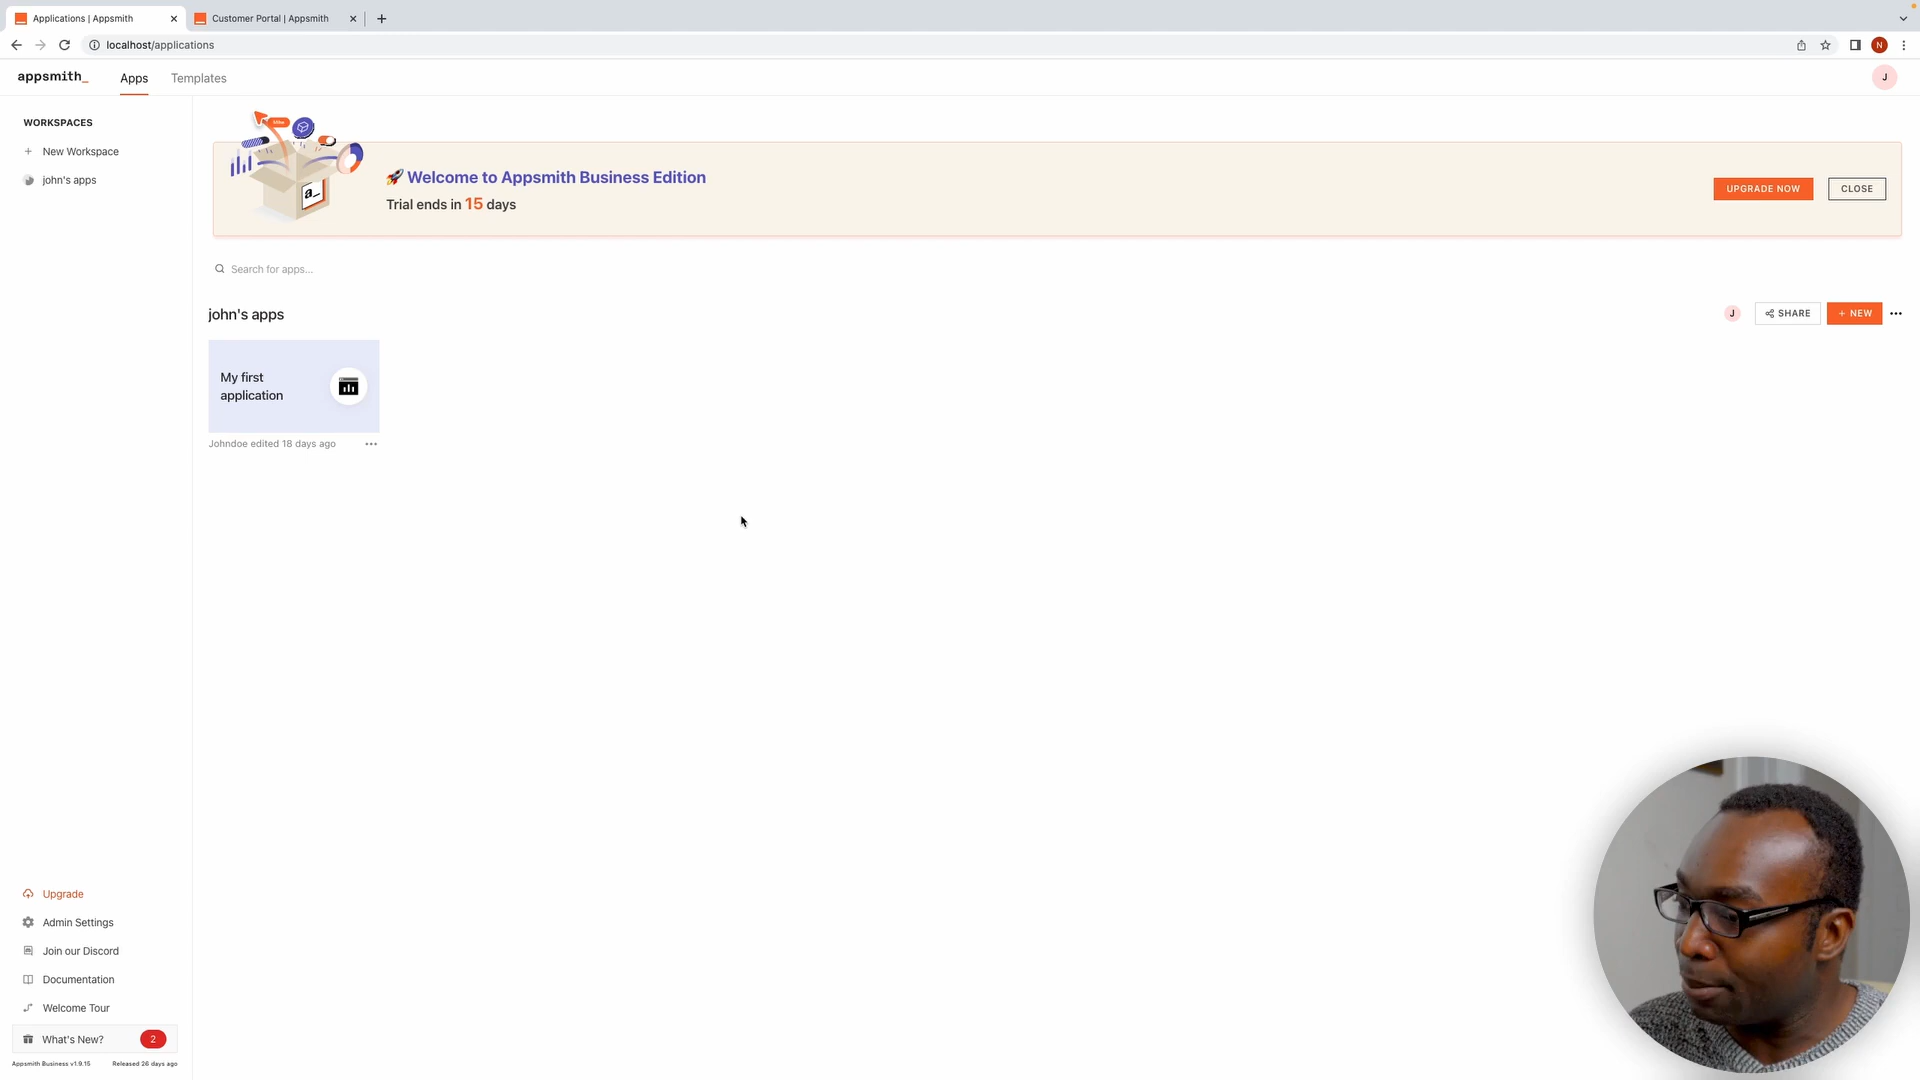 Applications | Appsmith
Customer Portal | Appsmith
localhost/applications
N
appsmith_
Apps
Templates
J
WORKSPACES
New Workspace
john's apps
a_
🚀 Welcome to Appsmith Business Edition
Trial ends in 15 days
UPGRADE NOW
CLOSE
Search for apps...
john's apps
J
SHARE
+ NEW
My first
application
Johndoe edited 18 days ago
Upgrade
Admin Settings
Join our Discord
Documentation
Welcome Tour
What's New?
2
Appsmith Business v1.9.15
Released 26 days ago